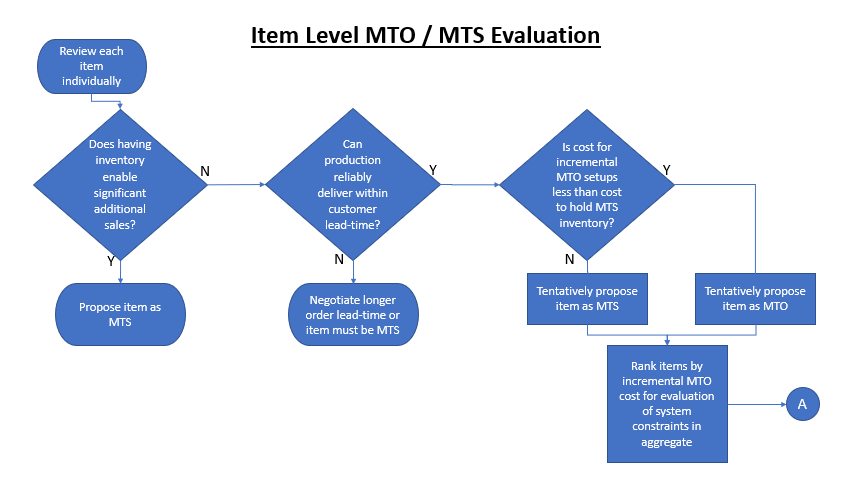 Item Level MTO / MTS Evaluation
Review each
item
individually
Does having
inventory
enable
significant
additional
sales?
N
Y
Propose item as
MTS
Can
production
reliably
deliver within
customer
lead-time?
Y
N
Negotiate longer
order lead-time or
item must be MTS
Is cost for
incremental
MTO setups
less than cost
to hold MTS
inventory?
Y
N
Tentatively propose
item as MTS
Tentatively propose
item as MTO
Rank items by
incremental MTO
cost for evaluation
of system
constraints in
aggregate
A